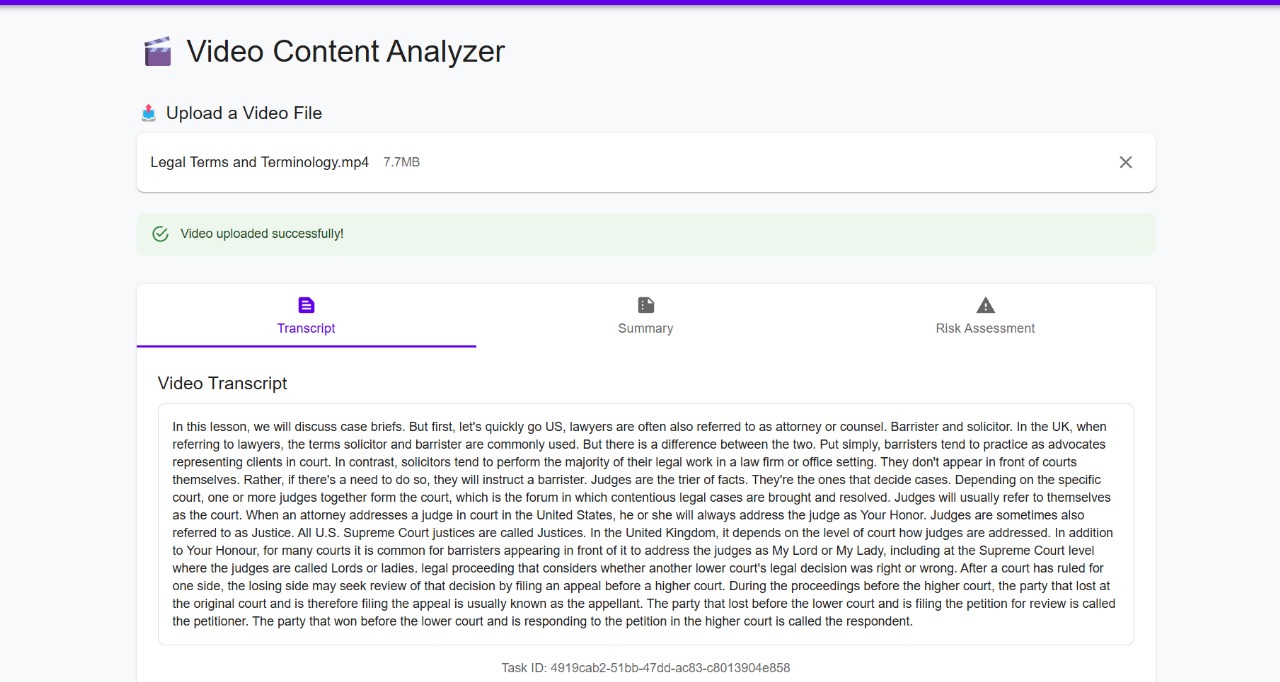 Video Content Analyzer
Upload a Video File
Legal Terms and Terminology.mp4 7.7MB
Video uploaded successfully!
Transcript
Summary
Risk Assessment
Video Transcript
In this lesson, we will discuss case briefs. But first, let's quickly go US, lawyers are often also referred to as attorney or counsel. Barrister and solicitor. In the UK, when
referring to lawyers, the terms solicitor and barrister are commonly used. But there is a difference between the two. Put simply, barristers tend to practice as advocates
representing clients in court. In contrast, solicitors tend to perform the majority of their legal work in a law firm or office setting. They don't appear in front of courts
themselves. Rather, if there's a need to do so, they will instruct a barrister. Judges are the trier of facts. They're the ones that decide cases. Depending on the specific
court, one or more judges together form the court, which is the forum in which contentious legal cases are brought and resolved. Judges will usually refer to themselves
as the court. When an attorney addresses a judge in court in the United States, he or she will always address the judge as Your Honor. Judges are sometimes also
referred to as Justice. All U.S. Supreme Court justices are called Justices. In the United Kingdom, it depends on the level of court how judges are addressed. In addition
to Your Honour, for many courts it is common for barristers appearing in front of it to address the judges as My Lord or My Lady, including at the Supreme Court level
where the judges are called Lords or ladies. legal proceeding that considers whether another lower court's legal decision was right or wrong. After a court has ruled for
one side, the losing side may seek review of that decision by filing an appeal before a higher court. During the proceedings before the higher court, the party that lost at
the original court and is therefore filing the appeal is usually known as the appellant. The party that lost before the lower court and is filing the petition for review is called
the petitioner. The party that won before the lower court and is responding to the petition in the higher court is called the respondent.
Task ID: 4919cab2-51bb-47dd-ac83-c8013904e858